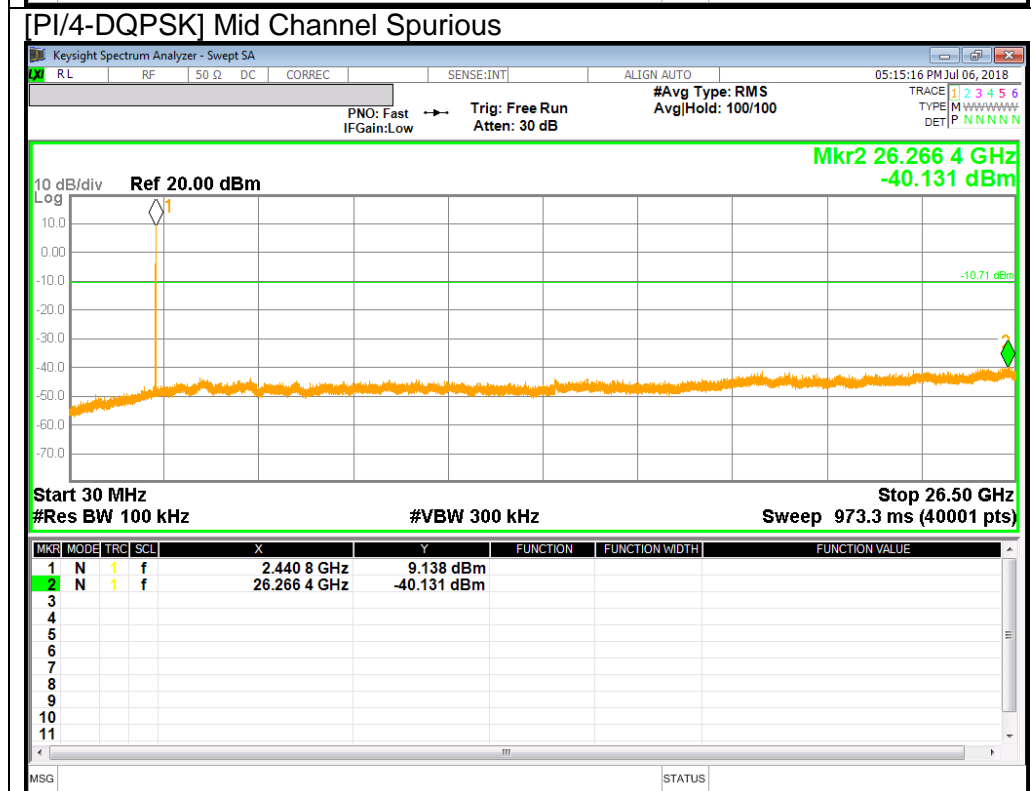 [PI/4-DQPSK] Mid Channel Spurious
Keysight Spectrum Analyzer - Swept SA
LXI RL RF 50 Ω DC CORREC SENSE:INT ALIGN AUTO 05:15:16 PM Jul 06, 2018
PNO: Fast
IFGain:Low
Trig: Free Run
Atten: 30 dB
#Avg Type: RMS
Avg|Hold: 100/100
TRACE 1 2 3 4 5 6
TYPE M WWWWW
DET P N N N N N
Mkr2 26.266 4 GHz
-40.131 dBm
10 dB/div Ref 20.00 dBm
Log
1
10.0
0.00
-10.0
-10.71 dBm
-20.0
-30.0
2
-40.0
-50.0
-60.0
-70.0
Start 30 MHz Stop 26.50 GHz
#Res BW 100 kHz #VBW 300 kHz Sweep 973.3 ms (40001 pts)
MKR MODE TRC SCL X Y FUNCTION FUNCTION WIDTH FUNCTION VALUE
1 N 1 f 2.440 8 GHz 9.138 dBm
2 N 1 f 26.266 4 GHz -40.131 dBm
3
4
5
6
7
8
9
10
11
MSG STATUS